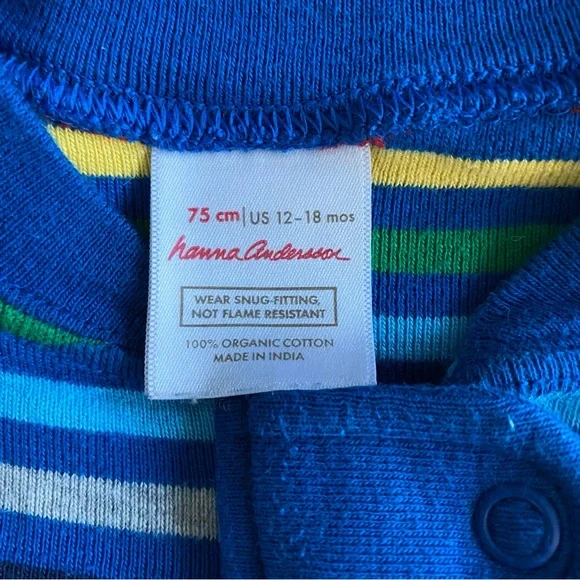 75 cm | US 12-18 mos
hanna Andersson
WEAR SNUG-FITTING,
NOT FLAME RESISTANT
100% ORGANIC COTTON
MADE IN INDIA